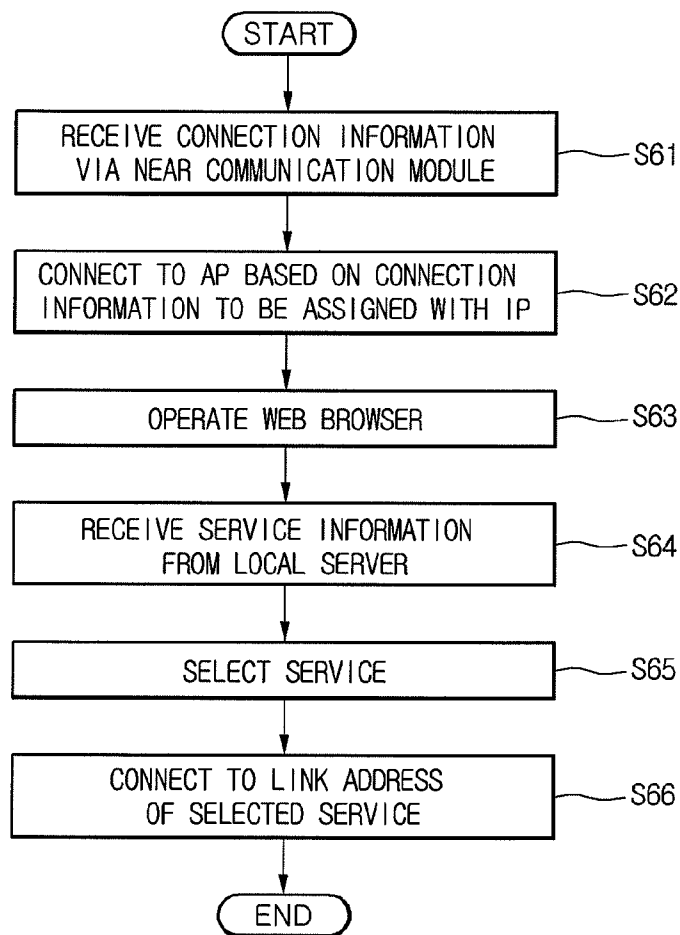 START
RECEIVE CONNECTION INFORMATION
VIA NEAR COMMUNICATION MODULE
S61
CONNECT TO AP BASED ON CONNECTION
INFORMATION TO BE ASSIGNED WITH IP
S62
OPERATE WEB BROWSER
S63
RECEIVE SERVICE INFORMATION
FROM LOCAL SERVER
S64
SELECT SERVICE
S65
CONNECT TO LINK ADDRESS
OF SELECTED SERVICE
S66
END